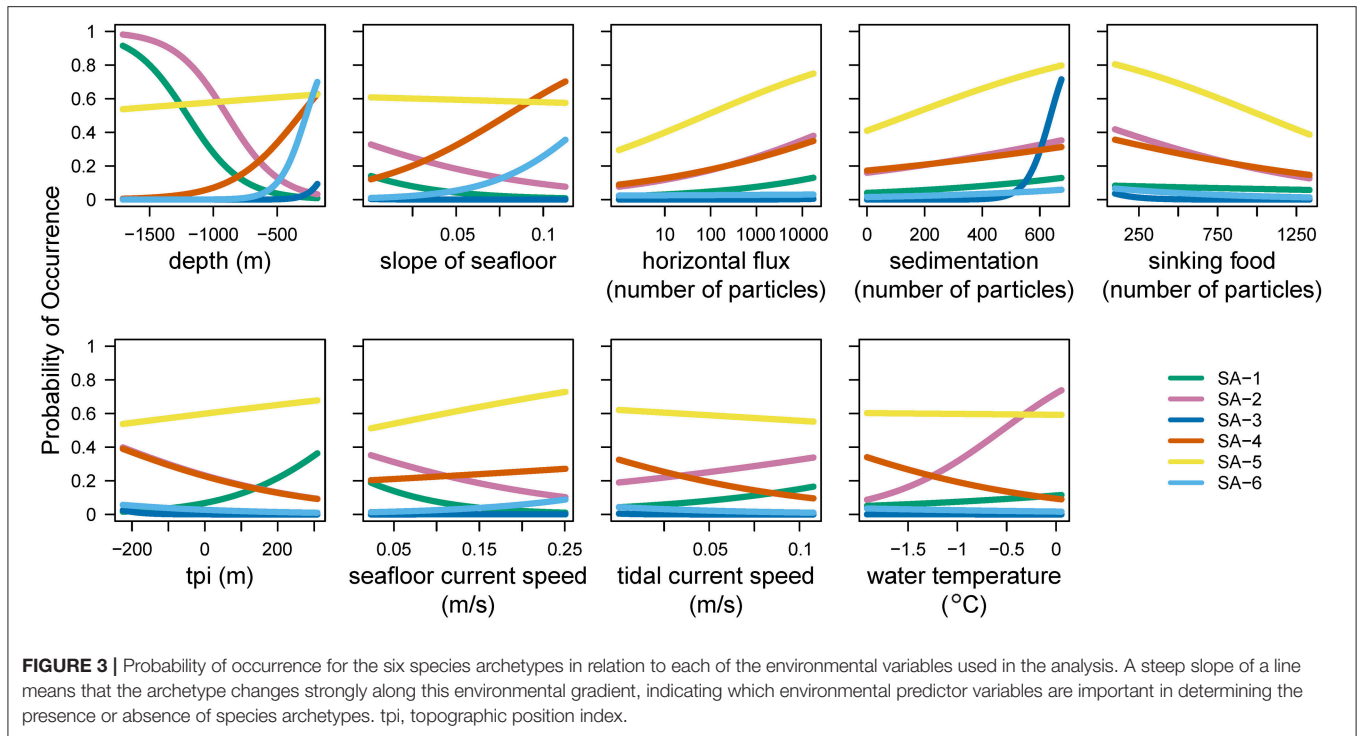 Probability of Occurrence
1
0.8
0.6
0.4
0.2
0
−1500 −1000 −500
depth (m)
0.05 0.1
slope of seafloor
10 100 1000 10000
horizontal flux
(number of particles)
0 200 400 600
sedimentation
(number of particles)
250 750 1250
sinking food
(number of particles)
1
0.8
0.6
0.4
0.2
0
−200 0 200
tpi (m)
0.05 0.15 0.25
seafloor current speed
(m/s)
0.05 0.1
tidal current speed
(m/s)
−1.5 −1 −0.5 0
water temperature
(°C)
SA−1
SA−2
SA−3
SA−4
SA−5
SA−6
FIGURE 3 | Probability of occurrence for the six species archetypes in relation to each of the environmental variables used in the analysis. A steep slope of a line
means that the archetype changes strongly along this environmental gradient, indicating which environmental predictor variables are important in determining the
presence or absence of species archetypes. tpi, topographic position index.